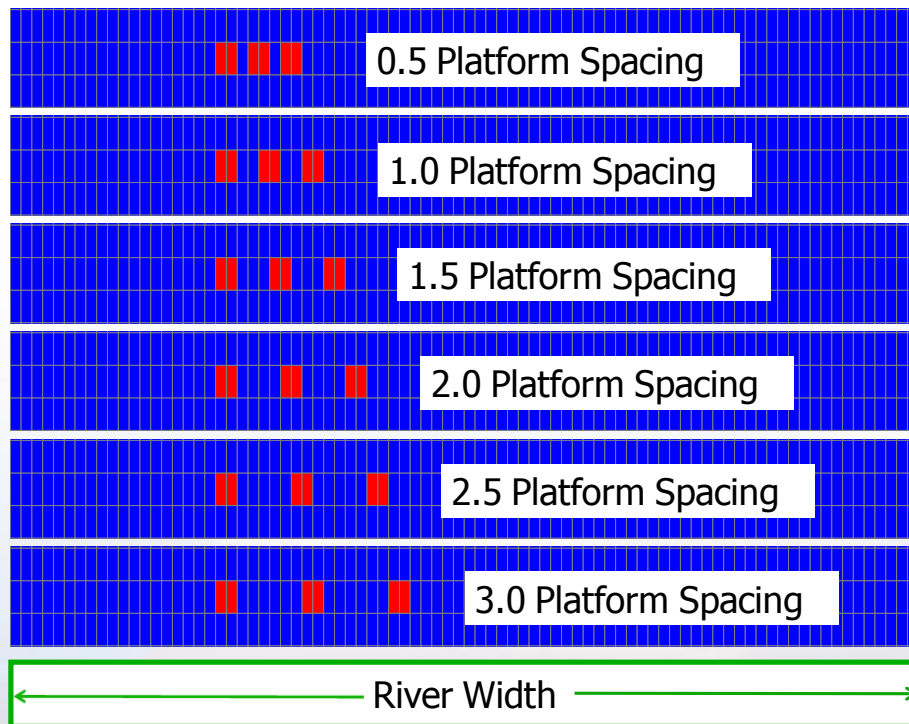 0.5 Platform Spacing
1.0 Platform Spacing
1.5 Platform Spacing
2.0 Platform Spacing
2.5 Platform Spacing
3.0 Platform Spacing
River Width